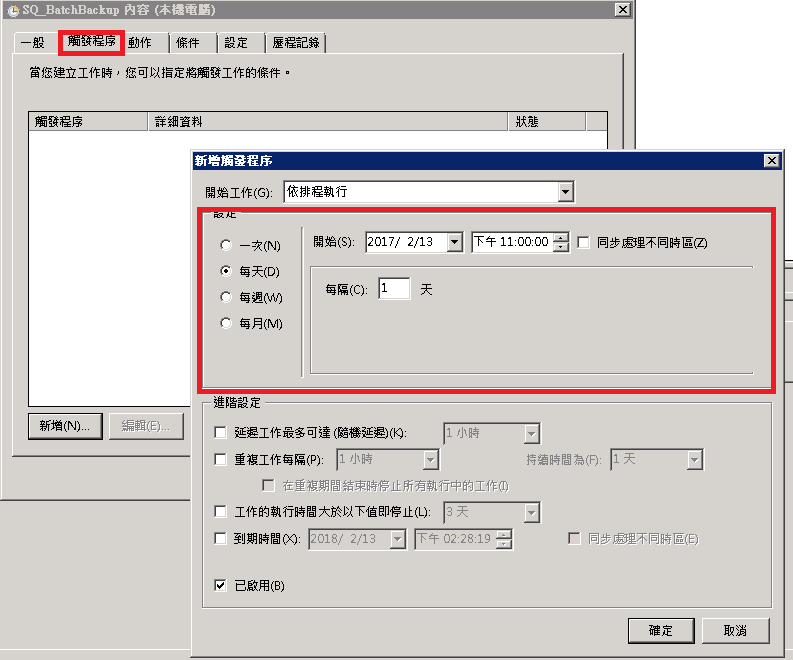 SQ_BatchBackup 內容 (本機電腦)
一般 觸發程序 動作 條件 設定 歷程記錄
當您建立工作時，您可以指定將觸發工作的條件。
觸發程序 詳細資料 狀態
新增(N)... 編輯(E)...
新增觸發程序
開始工作(G): 依排程執行
設定
一次(N)
每天(D)
每週(W)
每月(M)
開始(S): 2017/ 2/13 下午 11:00:00 同步處理不同時區(Z)
每隔(C): 1 天
進階設定
延遲工作最多可達 (隨機延遲)(K): 1 小時
重複工作每隔(P): 1 小時 持續時間為(F): 1 天
在重複期間結束時停止所有執行中的工作(I)
工作的執行時間大於以下值即停止(L): 3 天
到期時間(X): 2018/ 2/13 下午 02:28:19 同步處理不同時區(E)
已啟用(B)
確定 取消